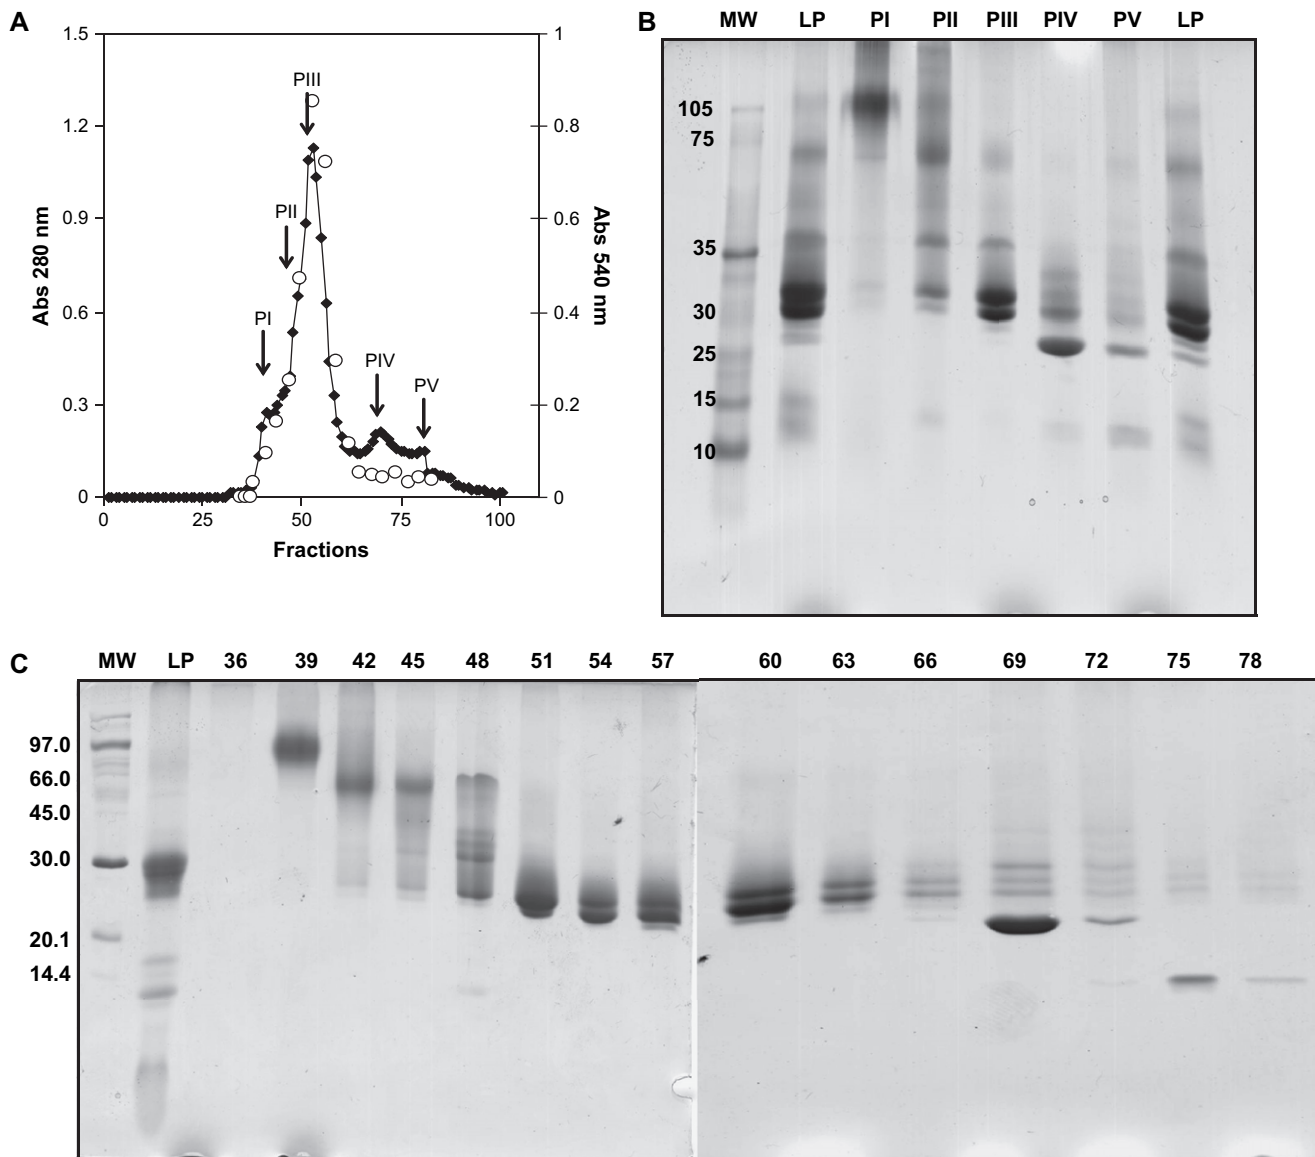 A
1.5
1.2
0.9
0.6
0.3
0
1
0.8
0.6
0.4
0.2
0
0 25 50 75 100
Abs 280 nm
Abs 540 nm
Fractions
PI
PII
PIII
PIV
PV
B
MW LP PI PII PIII PIV PV LP
105
75
35
30
25
15
10
C
MW LP 36 39 42 45 48 51 54 57 60 63 66 69 72 75 78
97.0
66.0
45.0
30.0
20.1
14.4